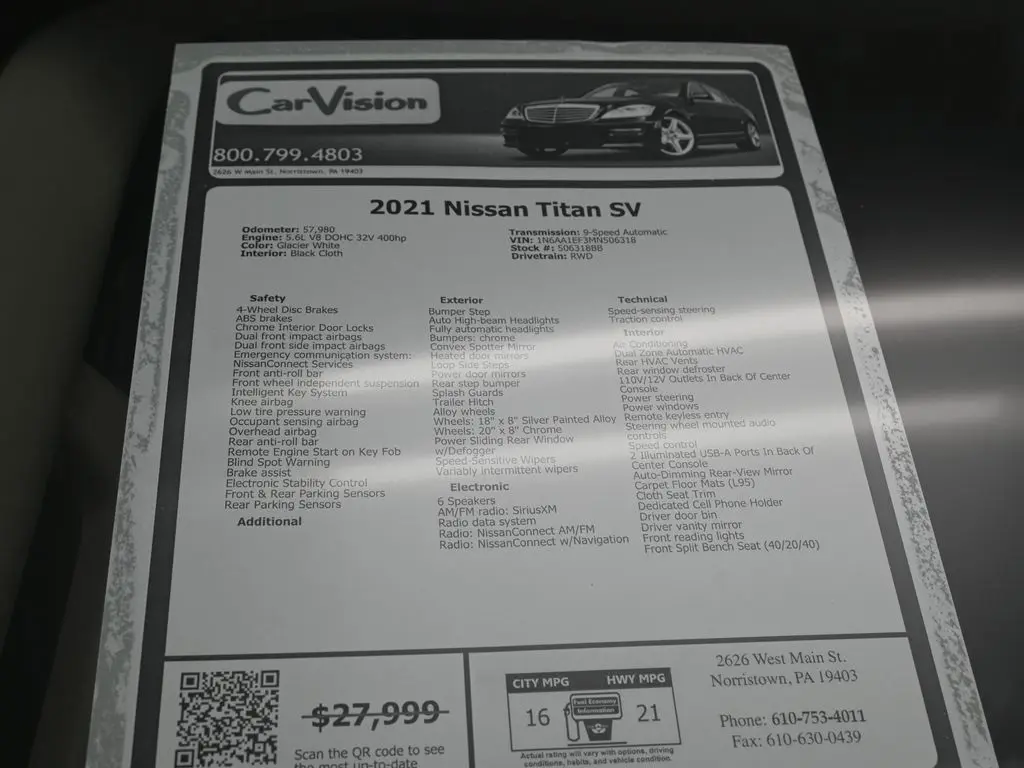 CarVision
800.799.4803
2626 W Main St., Norristown, PA 19403
2021 Nissan Titan SV
Odometer: 57,980
Engine: 5.6L V8 DOHC 32V 400hp
Color: Glacier White
Interior: Black Cloth
Transmission: 9-Speed Automatic
VIN: 1N6AA1EF3MN506318
Stock #: 506318BB
Drivetrain: RWD
Safety
4-Wheel Disc Brakes
ABS brakes
Chrome Interior Door Locks
Dual front impact airbags
Dual front side impact airbags
Emergency communication system:
NissanConnect Services
Front anti-roll bar
Front wheel independent suspension
Intelligent Key System
Knee airbag
Low tire pressure warning
Occupant sensing airbag
Overhead airbag
Rear anti-roll bar
Remote Engine Start on Key Fob
Blind Spot Warning
Brake assist
Electronic Stability Control
Front & Rear Parking Sensors
Rear Parking Sensors
Additional
Exterior
Bumper Step
Auto High-beam Headlights
Fully automatic headlights
Bumpers: chrome
Convex Spotter Mirror
Heated door mirrors
Loop Side Steps
Power door mirrors
Rear step bumper
Splash Guards
Trailer Hitch
Alloy wheels
Wheels: 18" x 8" Silver Painted Alloy
Wheels: 20" x 8" Chrome
Power Sliding Rear Window
w/Defogger
Speed-Sensitive Wipers
Variably intermittent wipers
Electronic
6 Speakers
AM/FM radio: SiriusXM
Radio data system
Radio: NissanConnect AM/FM
Radio: NissanConnect w/Navigation
Technical
Speed-sensing steering
Traction control
Interior
Air Conditioning
Dual Zone Automatic HVAC
Rear HVAC Vents
Rear window defroster
110V/12V Outlets In Back Of Center
Console
Power steering
Power windows
Remote keyless entry
Steering wheel mounted audio
controls
Speed control
2 Illuminated USB-A Ports In Back Of
Center Console
Auto-Dimming Rear-View Mirror
Carpet Floor Mats (L95)
Cloth Seat Trim
Dedicated Cell Phone Holder
Driver door bin
Driver vanity mirror
Front reading lights
Front Split Bench Seat (40/20/40)
$27,999
Scan the QR code to see
the most up-to-date
CITY MPG
HWY MPG
16
Fuel Economy
Information
21
Actual rating will vary with options, driving
conditions, habits, and vehicle condition.
2626 West Main St.
Norristown, PA 19403
Phone: 610-753-4011
Fax: 610-630-0439